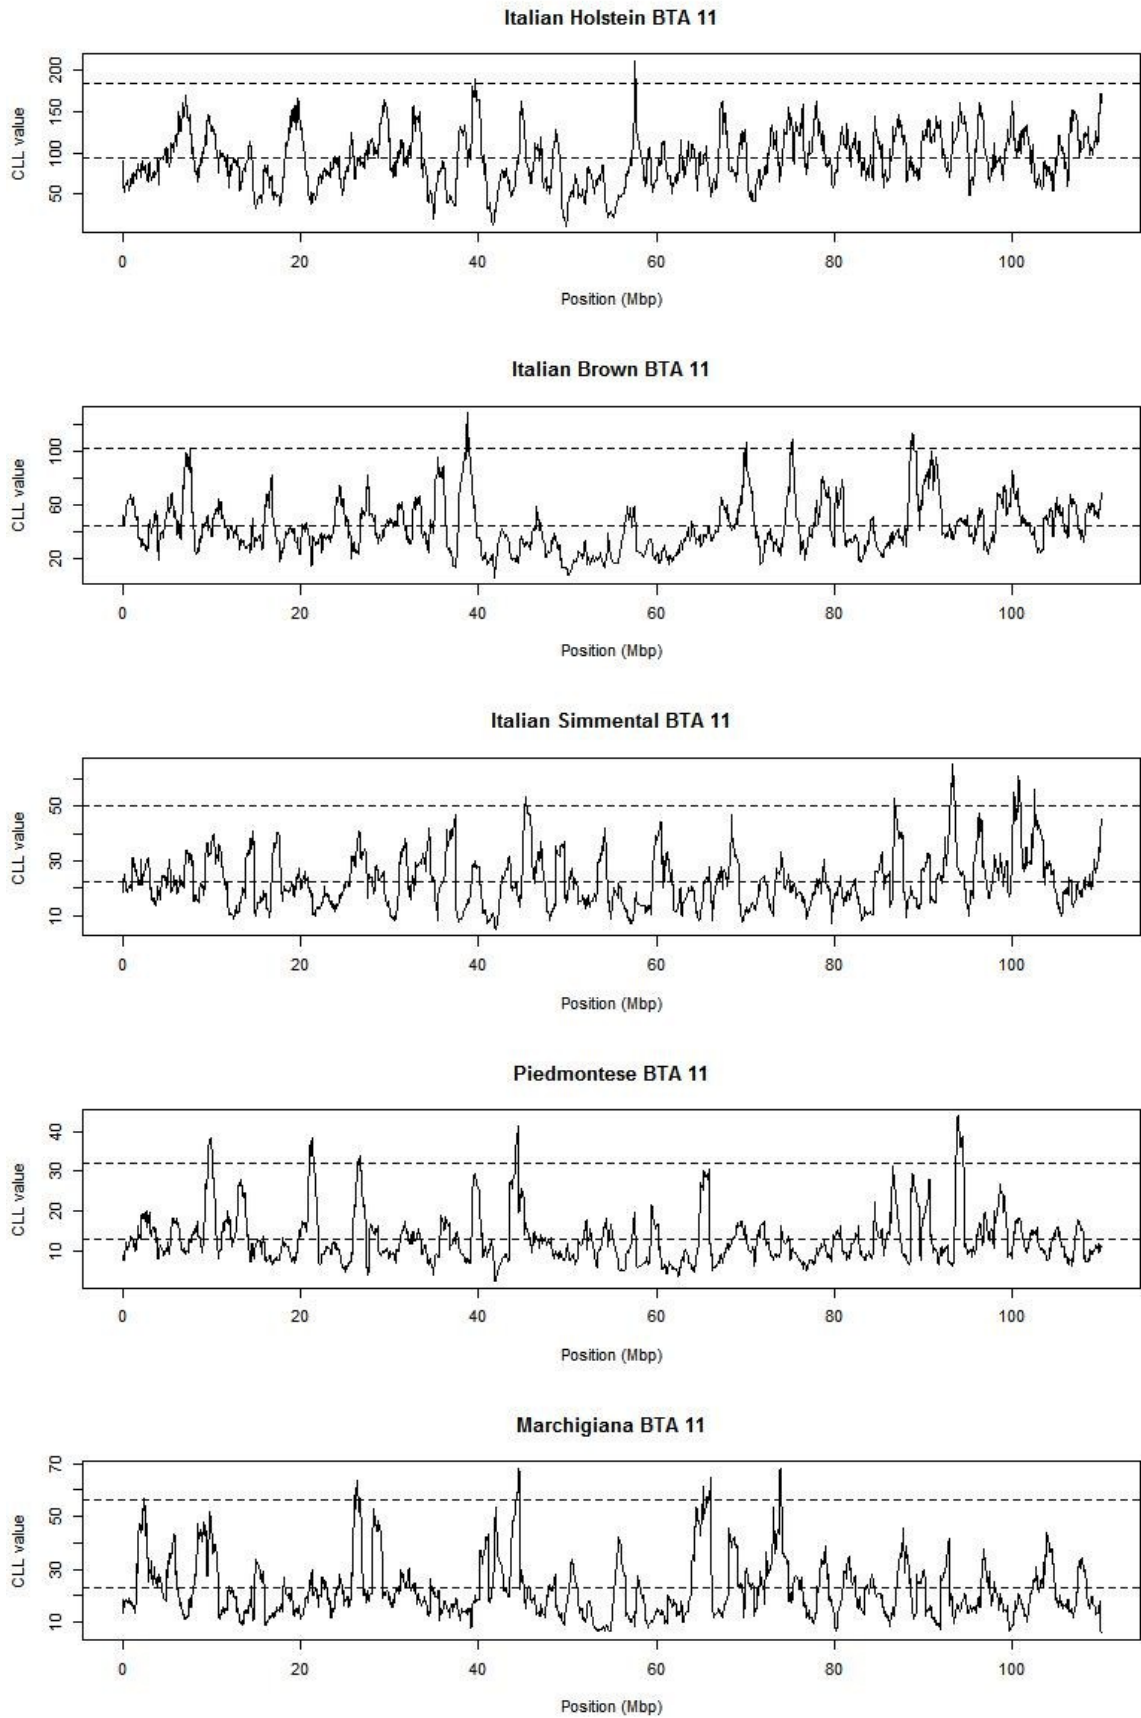 Italian Holstein BTA 11
CLL value
50 100 150 200
0 20 40 60 80 100
Position (Mbp)
Italian Brown BTA 11
CLL value
20 60 100
0 20 40 60 80 100
Position (Mbp)
Italian Simmental BTA 11
CLL value
10 30 50
0 20 40 60 80 100
Position (Mbp)
Piedmontese BTA 11
CLL value
10 20 30 40
0 20 40 60 80 100
Position (Mbp)
Marchigiana BTA 11
CLL value
10 30 50 70
0 20 40 60 80 100
Position (Mbp)